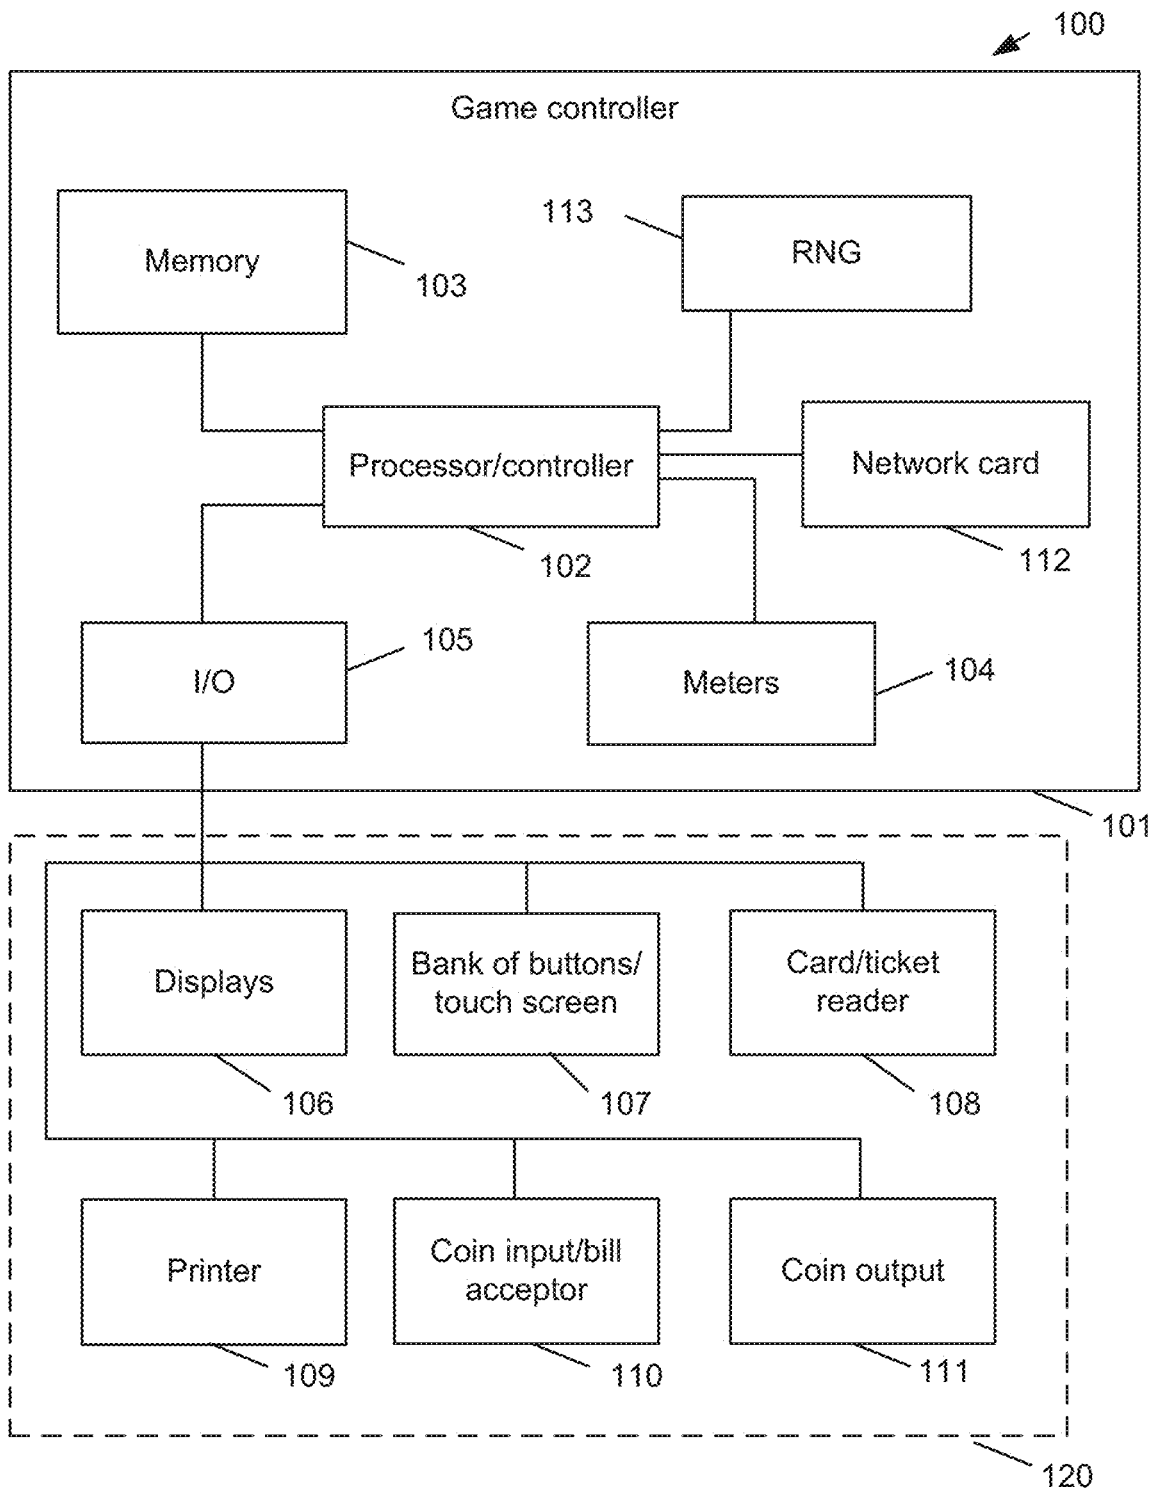 100
Game controller
113
RNG
Memory
103
Processor/controller
Network card
102
112
105
I/O
Meters
104
101
Displays
Bank of buttons/
touch screen
Card/ticket
reader
106
107
108
Printer
Coin input/bill
acceptor
Coin output
109
110
111
120